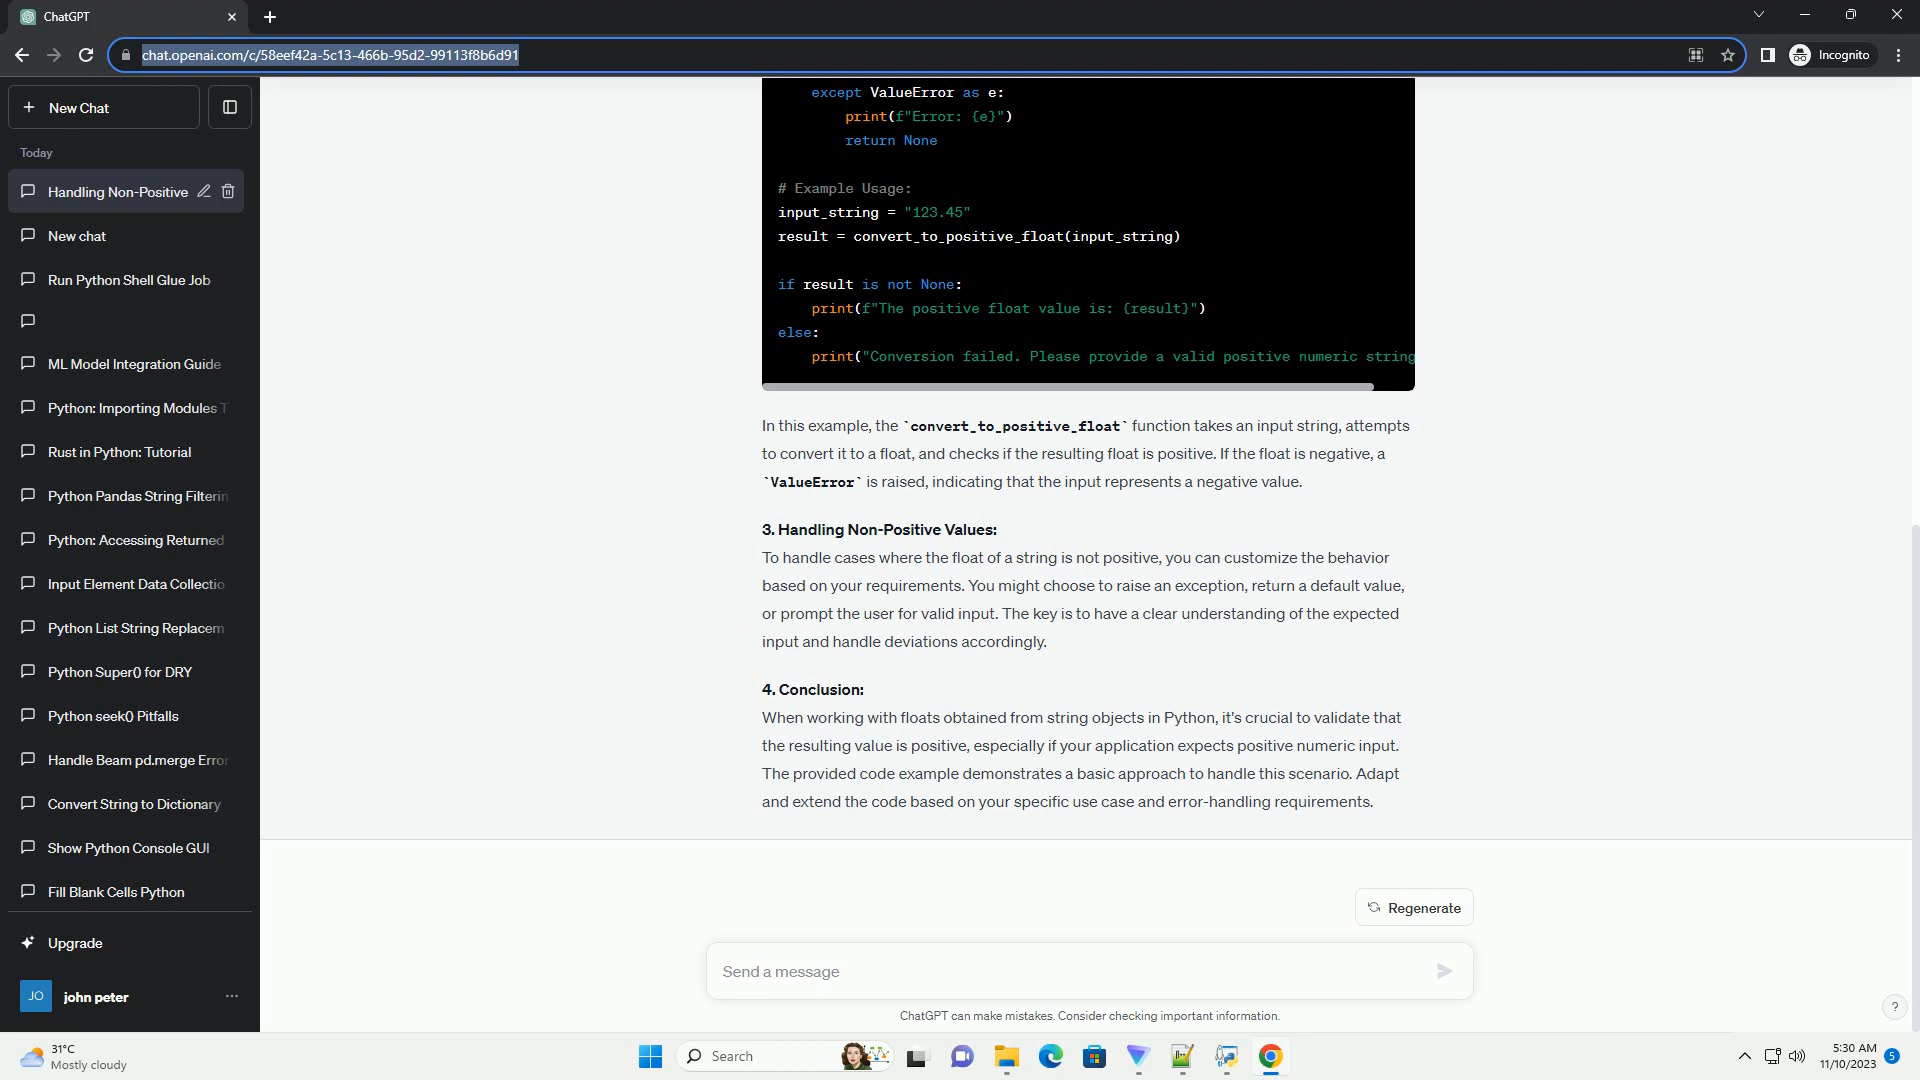 ChatGPT
chat.openai.com/c/58eef42a-5c13-466b-95d2-99113f8b6d91
Incognito
New Chat
Today
Handling Non-Positive
New chat
Run Python Shell Glue Job
ML Model Integration Guide
Python: Importing Modules T
Rust in Python: Tutorial
Python Pandas String Filterin
Python: Accessing Returned
Input Element Data Collectio
Python List String Replacem
Python Super() for DRY
Python seek() Pitfalls
Handle Beam pd.merge Error
Convert String to Dictionary
Show Python Console GUI
Fill Blank Cells Python
Upgrade
JO john peter
except ValueError as e:
print(f"Error: {e}")
return None
# Example Usage:
input_string = "123.45"
result = convert_to_positive_float(input_string)
if result is not None:
print(f"The positive float value is: {result}")
else:
print("Conversion failed. Please provide a valid positive numeric string
In this example, the `convert_to_positive_float` function takes an input string, attempts
to convert it to a float, and checks if the resulting float is positive. If the float is negative, a
`ValueError` is raised, indicating that the input represents a negative value.
3. Handling Non-Positive Values:
To handle cases where the float of a string is not positive, you can customize the behavior
based on your requirements. You might choose to raise an exception, return a default value,
or prompt the user for valid input. The key is to have a clear understanding of the expected
input and handle deviations accordingly.
4. Conclusion:
When working with floats obtained from string objects in Python, it's crucial to validate that
the resulting value is positive, especially if your application expects positive numeric input.
The provided code example demonstrates a basic approach to handle this scenario. Adapt
and extend the code based on your specific use case and error-handling requirements.
Regenerate
Send a message
ChatGPT can make mistakes. Consider checking important information.
?
31°C
Mostly cloudy
Search
5:30 AM
11/10/2023
5